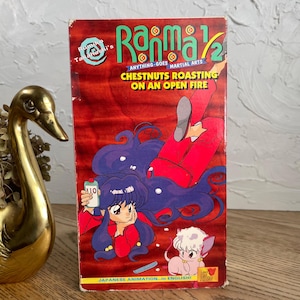 Ranma 1/2
ANYTHING-GOES MARTIAL ARTS
CHESTNUTS ROASTING
ON AN OPEN FIRE
JAPANESE ANIMATION...IN ENGLISH!